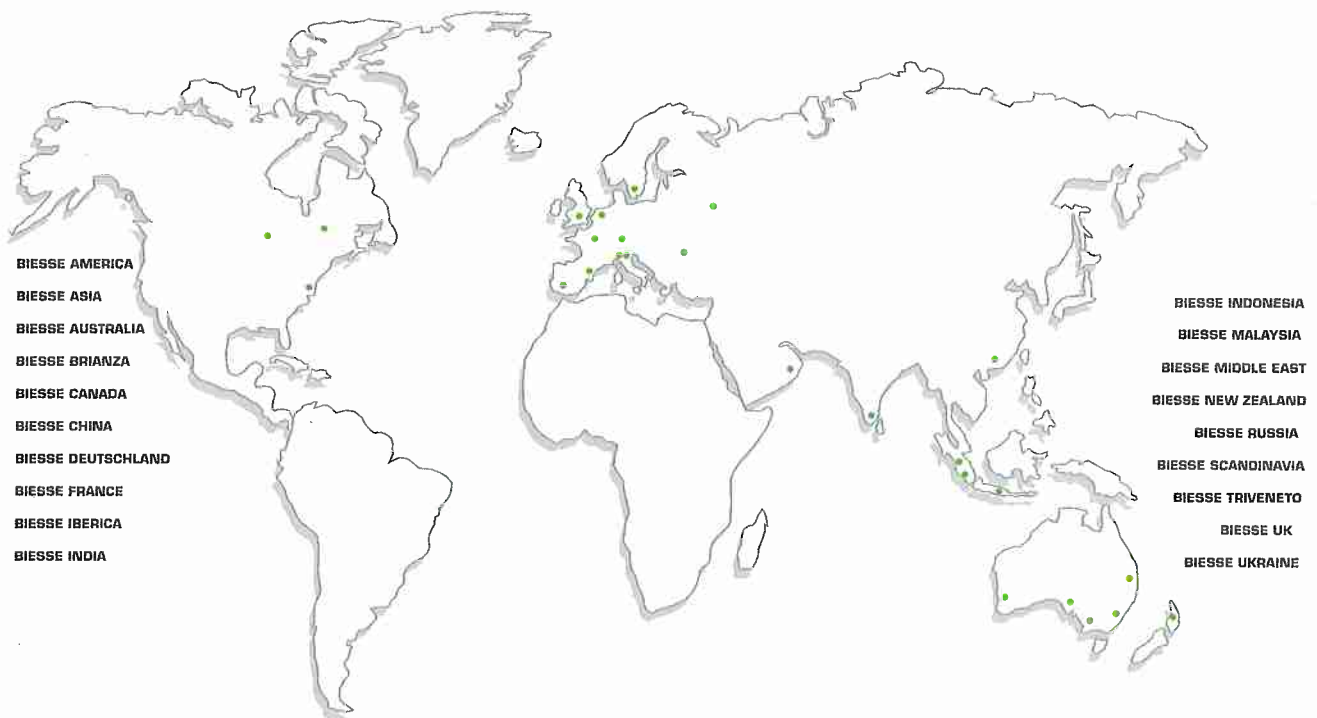 BIESSE AMERICA
BIESSE ASIA
BIESSE AUSTRALIA
BIESSE BRIANZA
BIESSE CANADA
BIESSE CHINA
BIESSE DEUTSCHLAND
BIESSE FRANCE
BIESSE IBERICA
BIESSE INDIA
BIESSE INDONESIA
BIESSE MALAYSIA
BIESSE MIDDLE EAST
BIESSE NEW ZEALAND
BIESSE RUSSIA
BIESSE SCANDINAVIA
BIESSE TRIVENETO
BIESSE UK
BIESSE UKRAINE